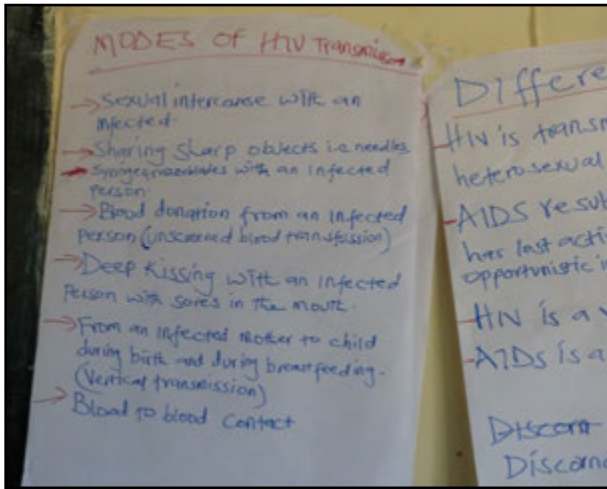 MODES OF HIV Transmission
→ Sexual intercourse with an
infected.
→ Sharing sharp objects i.e needles
with an infected
person.
→ Blood donation from an infected
person (unscreened blood transfussion)
→ Deep Kissing with an infected
Person with sores in the mouth.
→ From an infected mother to child
during birth and during breastfeeding.
(Vertical transmission)
→ Blood to blood contact
Differe
- HIV is transm
heterosexual
- AIDS resul
has last acti
opportunistic i
- HIV is a v
- AIDs is a
Discor
Discord